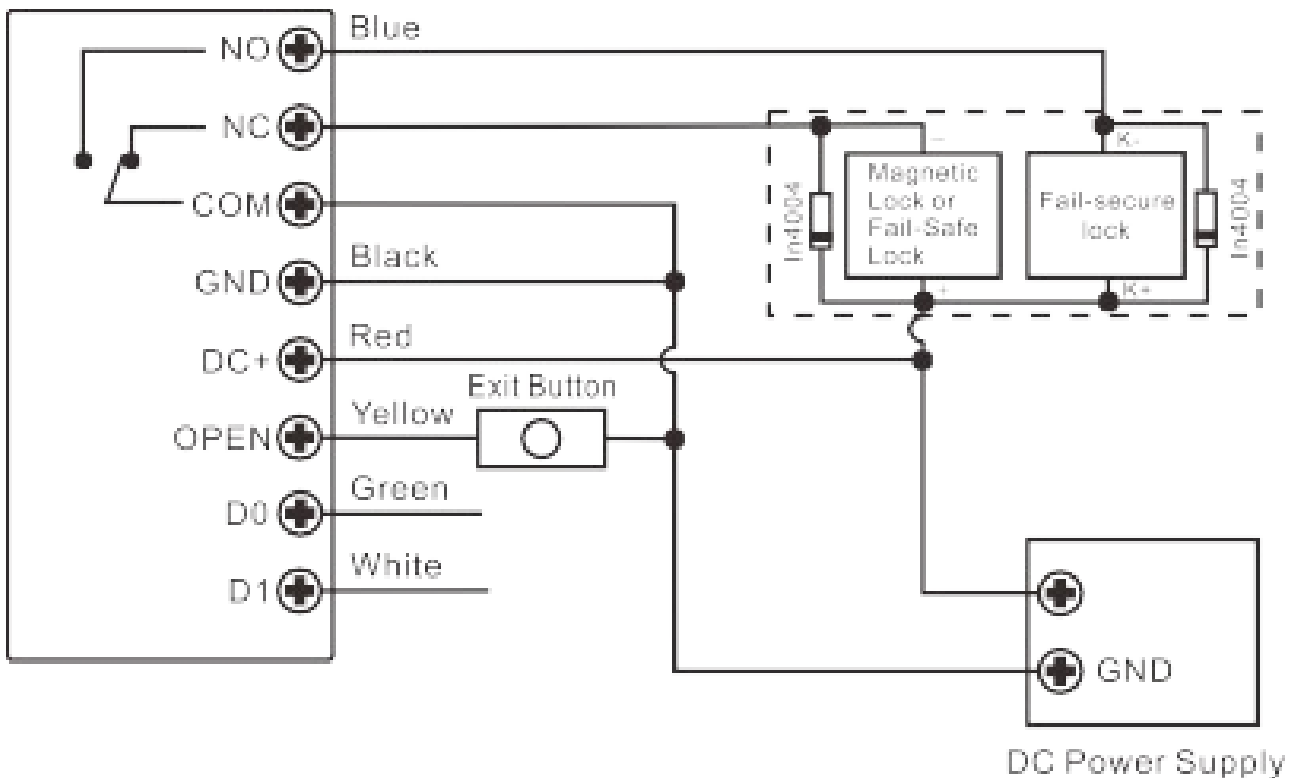 NO
Blue
NC
COM
GND
Black
DC+
Red
OPEN
Yellow
Exit Button
D0
Green
D1
White
In4004
–
Magnetic
Lock or
Fail-Safe
Lock
+
K-
Fail-secure
lock
K+
In4004
GND
DC Power Supply